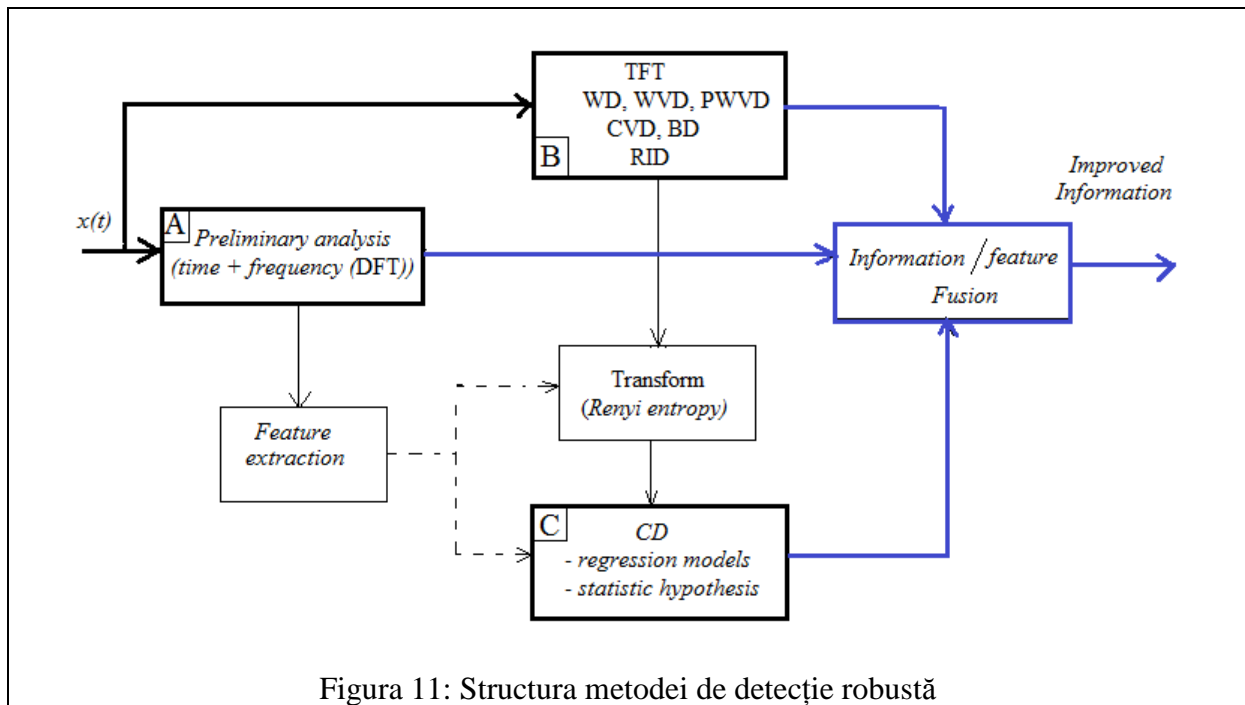 TFT
WD, WVD, PWVD
CVD, BD
RID
B
Improved
Information
x(t)
A
Preliminary analysis
(time + frequency (DFT))
Information / feature
Fusion
Transform
(Renyi entropy)
Feature
extraction
C
CD
- regression models
- statistic hypothesis
Figura 11: Structura metodei de detecție robustă